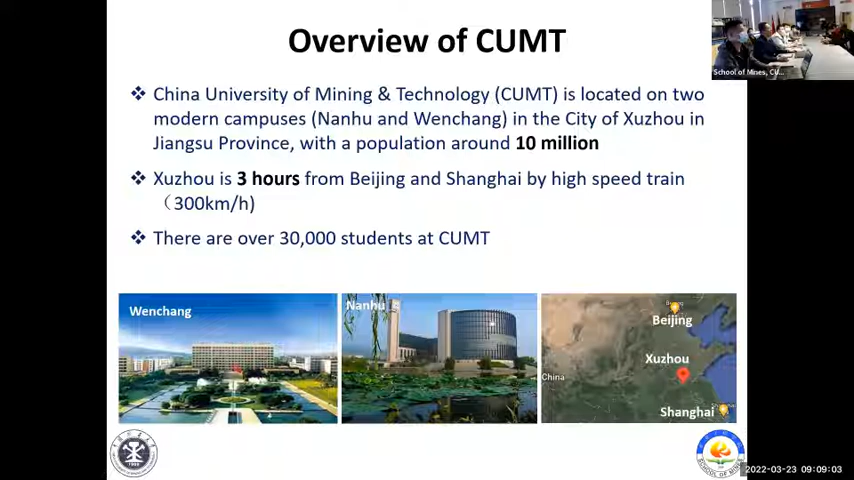 Overview of CUMT
School of Mines, CU...
❖ China University of Mining & Technology (CUMT) is located on two
modern campuses (Nanhu and Wenchang) in the City of Xuzhou in
Jiangsu Province, with a population around 10 million
❖ Xuzhou is 3 hours from Beijing and Shanghai by high speed train
（300km/h)
❖ There are over 30,000 students at CUMT
Wenchang
Nanhu
Beijing
Xuzhou
China
Shanghai
SCHOOL OF MINES
2022-03-23 09:09:03